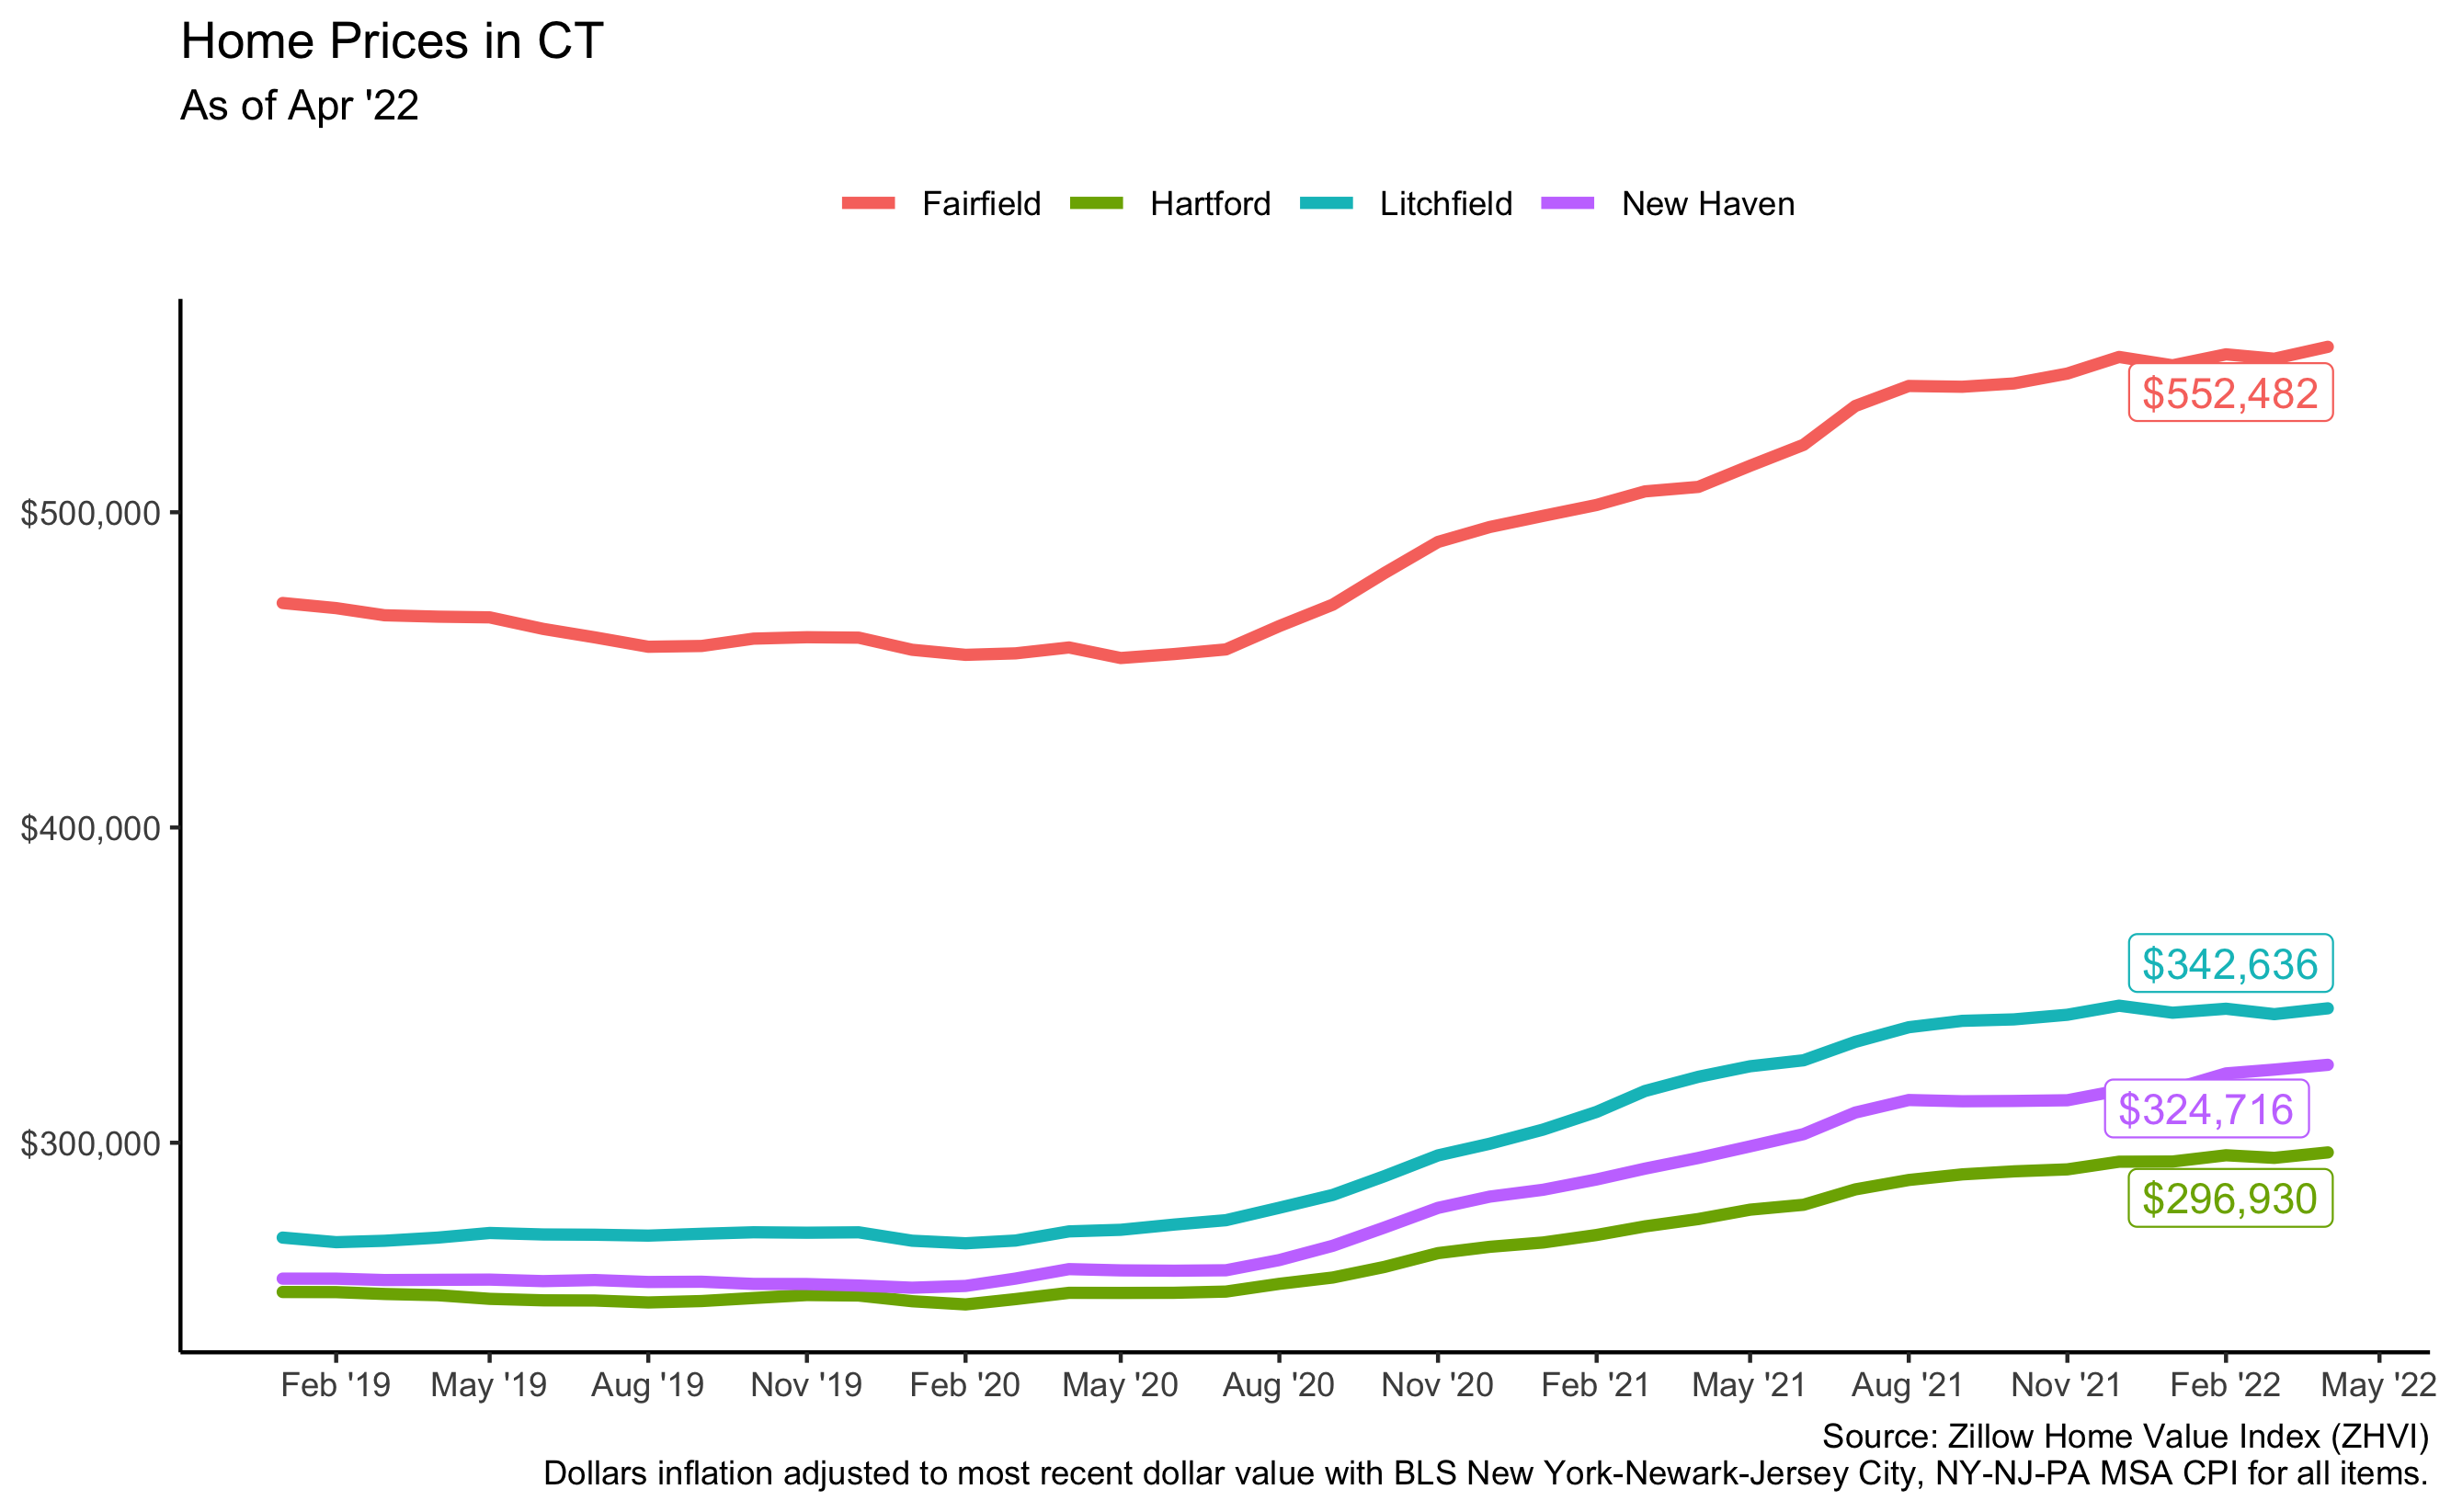 Home Prices in CT
As of Apr '22
Fairfield Hartford Litchfield New Haven
$552,482
$500,000
$400,000
$342,636
$324,716
$300,000
$296,930
Feb '19 May '19 Aug '19 Nov '19 Feb '20 May '20 Aug '20 Nov '20 Feb '21 May '21 Aug '21 Nov '21 Feb '22 May '22
Source: Zillow Home Value Index (ZHVI)
Dollars inflation adjusted to most recent dollar value with BLS New York-Newark-Jersey City, NY-NJ-PA MSA CPI for all items.